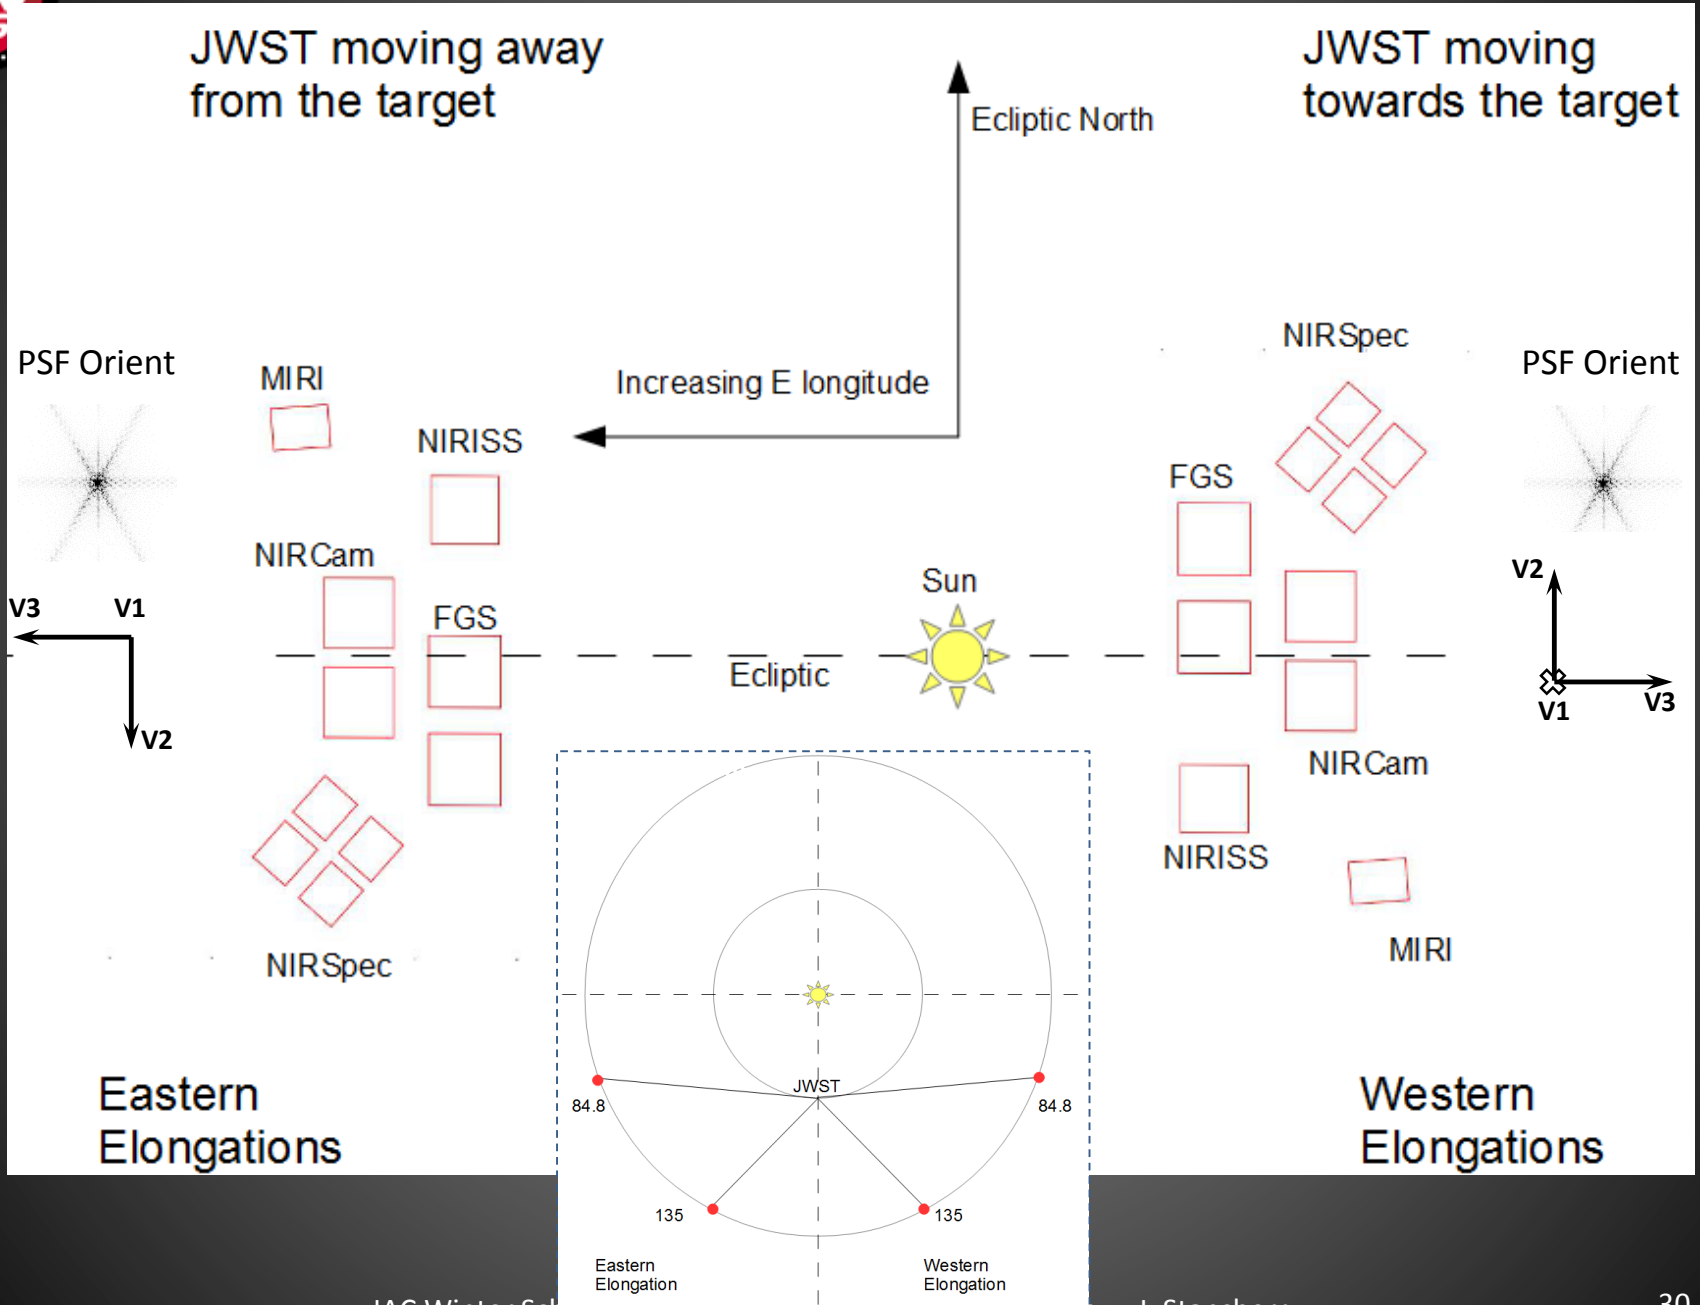 JWST moving away
from the target
JWST moving
towards the target
Ecliptic North
Increasing E longitude
PSF Orient
MIRI
NIRISS
NIRCam
FGS
V3
V1
V2
NIRSpec
Sun
Ecliptic
NIRSpec
PSF Orient
FGS
V2
V1
V3
NIRCam
NIRISS
MIRI
Eastern
Elongations
Western
Elongations
JWST
84.8
84.8
135
135
Eastern
Elongation
Western
Elongation
30